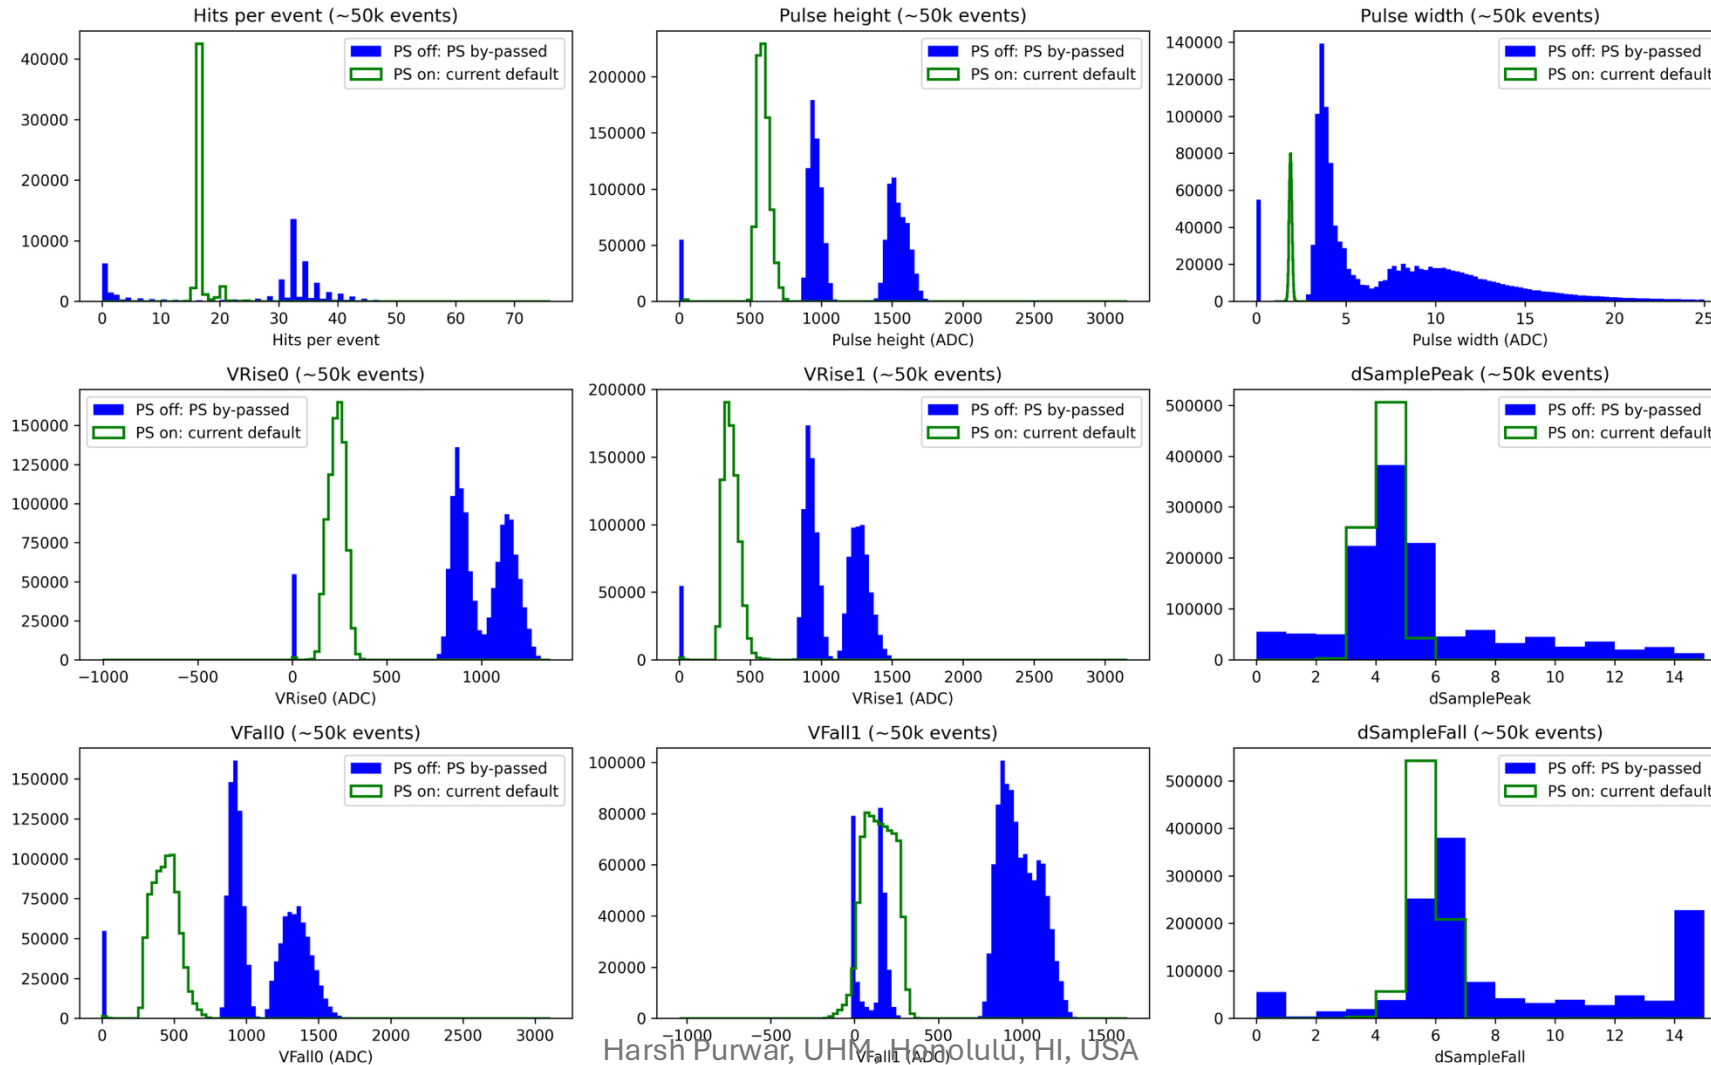 Hits per event (~50k events)
40000
30000
20000
10000
0
PS off: PS by-passed
PS on: current default
0 10 20 30 40 50 60 70
Hits per event
Pulse height (~50k events)
200000
150000
100000
50000
0
PS off: PS by-passed
PS on: current default
0 500 1000 1500 2000 2500 3000
Pulse height (ADC)
Pulse width (~50k events)
140000
120000
100000
80000
60000
40000
20000
0
PS off: PS by-passed
PS on: current default
0 5 10 15 20 25
Pulse width (ADC)
VRise0 (~50k events)
150000
125000
100000
75000
50000
25000
0
PS off: PS by-passed
PS on: current default
−1000 −500 0 500 1000
VRise0 (ADC)
VRise1 (~50k events)
200000
150000
100000
50000
0
PS off: PS by-passed
PS on: current default
0 500 1000 1500 2000 2500 3000
VRise1 (ADC)
dSamplePeak (~50k events)
500000
400000
300000
200000
100000
0
PS off: PS by-passed
PS on: current default
0 2 4 6 8 10 12 14
dSamplePeak
VFall0 (~50k events)
150000
125000
100000
75000
50000
25000
0
PS off: PS by-passed
PS on: current default
0 500 1000 1500 2000 2500 3000
VFall0 (ADC)
VFall1 (~50k events)
100000
80000
60000
40000
20000
0
PS off: PS by-passed
PS on: current default
−1000 −500 0 500 1000 1500
VFall1 (ADC)
dSampleFall (~50k events)
500000
400000
300000
200000
100000
0
PS off: PS by-passed
PS on: current default
0 2 4 6 8 10 12 14
dSampleFall
Harsh Purwar, UHM, Honolulu, HI, USA